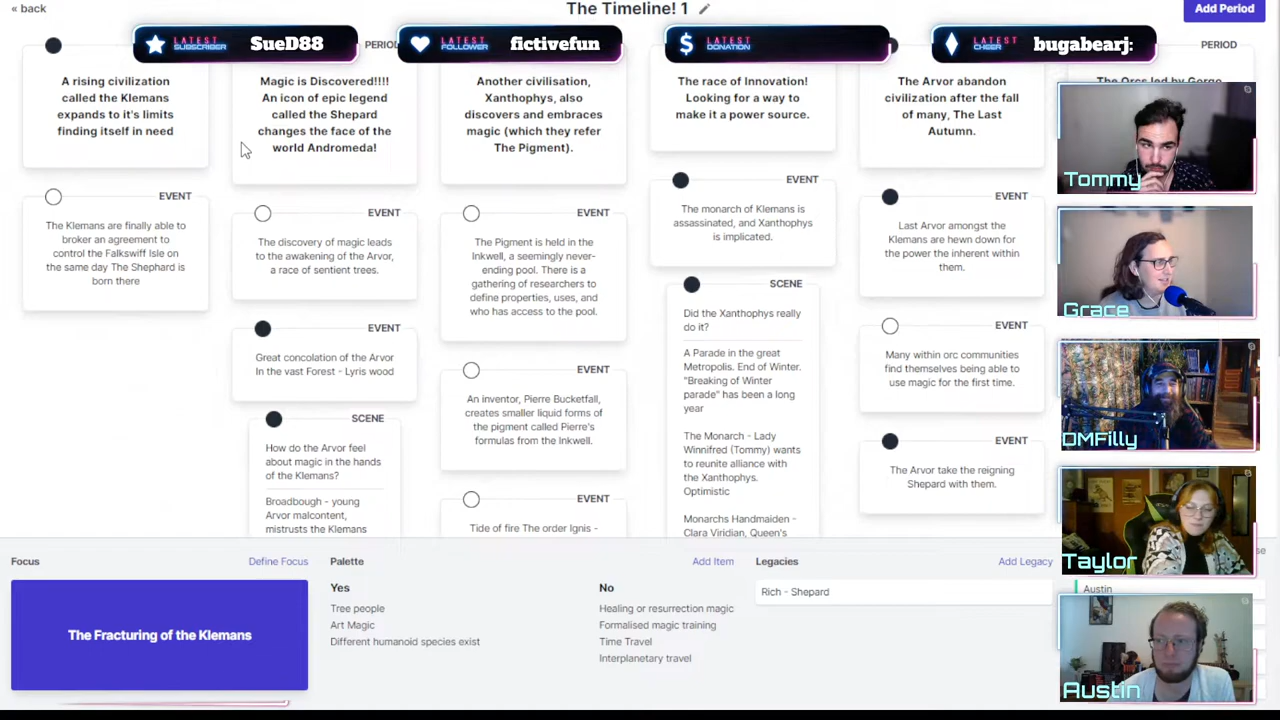 ‹‹ back
The Timeline! 1
Add Period
LATEST
SUBSCRIBER
SueD88
LATEST
FOLLOWER
fictivefun
LATEST
DONATION
LATEST
CHEER
bugabearj:
PERIOD
PERIOD
A rising civilization
called the Klemans
expands to it's limits
finding itself in need
EVENT
The Klemans are finally able to
broker an agreement to
control the Falkswiff Isle on
the same day The Shephard is
born there
Magic is Discovered!!!!
An icon of epic legend
called the Shepard
changes the face of the
world Andromeda!
EVENT
The discovery of magic leads
to the awakening of the Arvor,
a race of sentient trees.
EVENT
Great concolation of the Arvor
In the vast Forest - Lyris wood
SCENE
How do the Arvor feel
about magic in the hands
of the Klemans?
Broadbough - young
Arvor malcontent,
mistrusts the Klemans
Another civilisation,
Xanthophys, also
discovers and embraces
magic (which they refer
The Pigment).
EVENT
The Pigment is held in the
Inkwell, a seemingly never-
ending pool. There is a
gathering of researchers to
define properties, uses, and
who has access to the pool.
EVENT
An inventor, Pierre Bucketfall,
creates smaller liquid forms of
the pigment called Pierre's
formulas from the Inkwell.
EVENT
Tide of fire The order Ignis -
The race of Innovation!
Looking for a way to
make it a power source.
EVENT
The monarch of Klemans is
assassinated, and Xanthophys
is implicated.
SCENE
Did the Xanthophys really
do it?
A Parade in the great
Metropolis. End of Winter.
"Breaking of Winter
parade" has been a long
year
The Monarch - Lady
Winnifred (Tommy) wants
to reunite alliance with
the Xanthophys.
Optimistic
Monarchs Handmaiden -
Clara Viridian, Queen's
The Arvor abandon
civilization after the fall
of many, The Last
Autumn.
EVENT
Last Arvor amongst the
Klemans are hewn down for
the power the inherent within
them.
EVENT
Many within orc communities
find themselves being able to
use magic for the first time.
EVENT
The Arvor take the reigning
Shepard with them.
The Orcs led by Gorgo
Tommy
Grace
DMFilly
Taylor
Austin
Focus
Define Focus
The Fracturing of the Klemans
Palette
Add Item
Yes
Tree people
Art Magic
Different humanoid species exist
No
Healing or resurrection magic
Formalised magic training
Time Travel
Interplanetary travel
Legacies
Add Legacy
Rich - Shepard
Austin